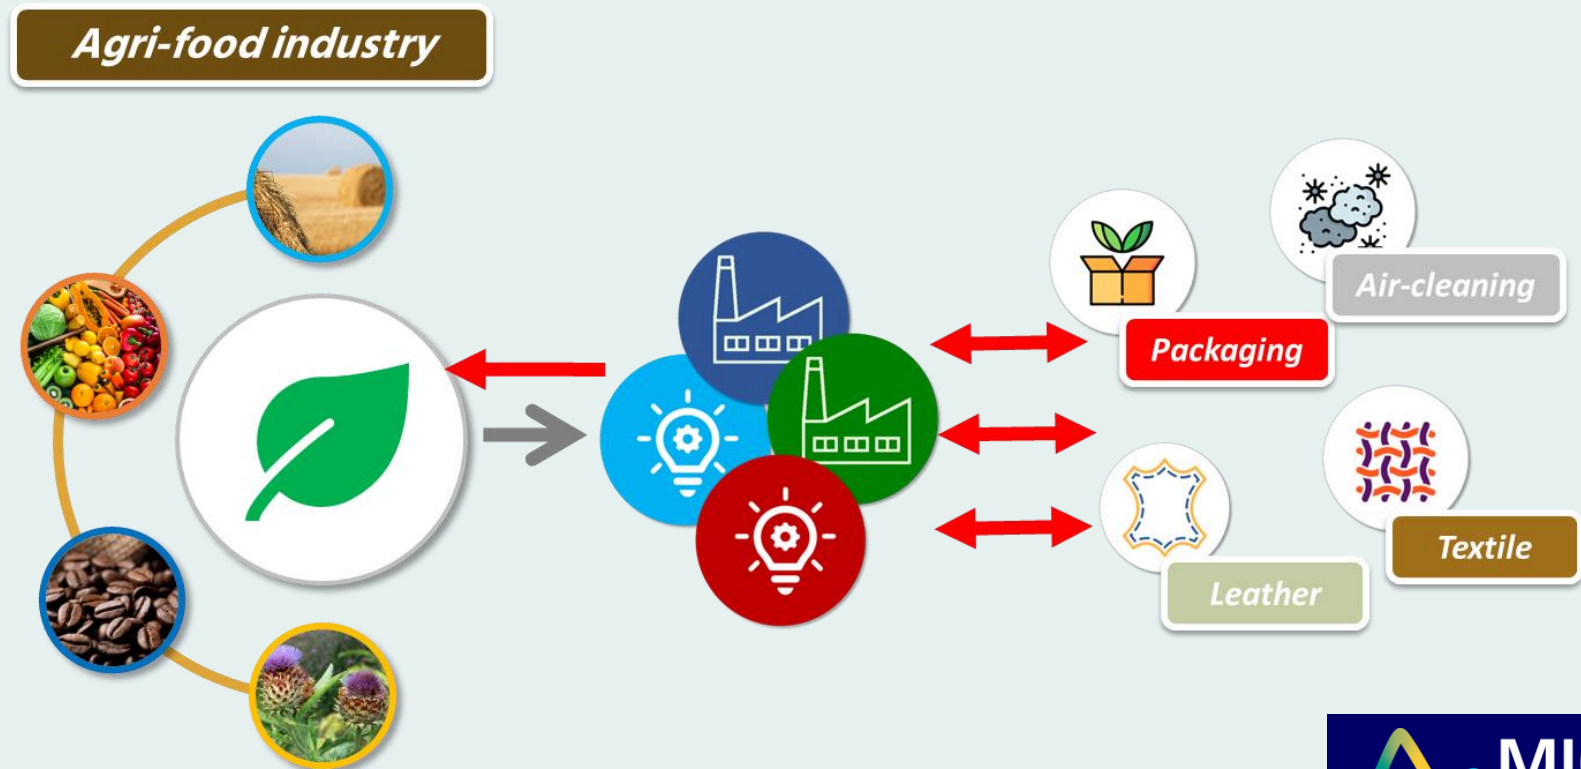 Agri-food industry
Air-cleaning
Packaging
Textile
Leather